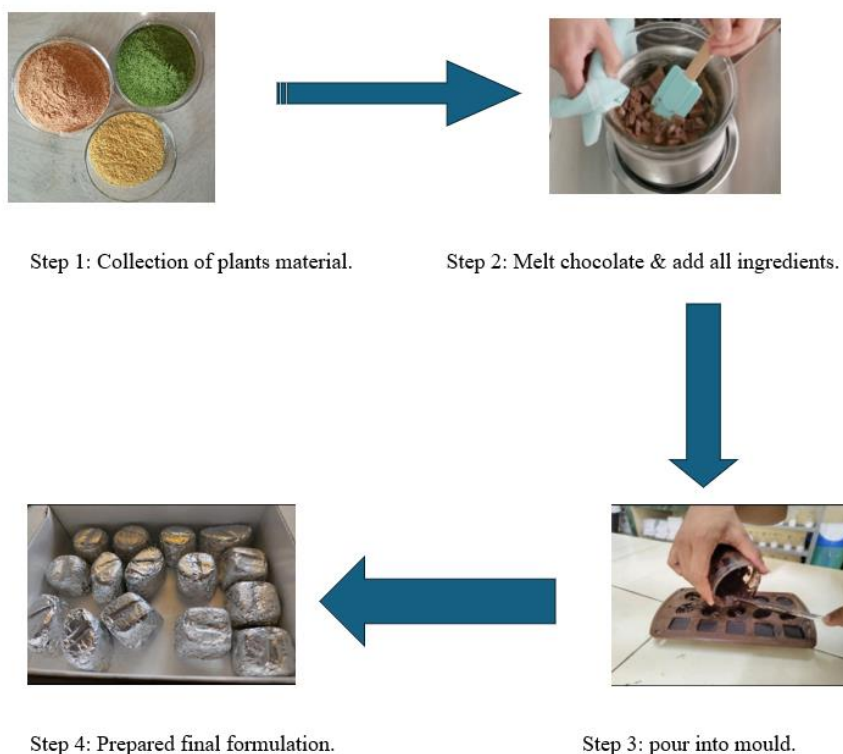 Step 1: Collection of plants material.
Step 2: Melt chocolate & add all ingredients.
Step 3: pour into mould.
Step 4: Prepared final formulation.